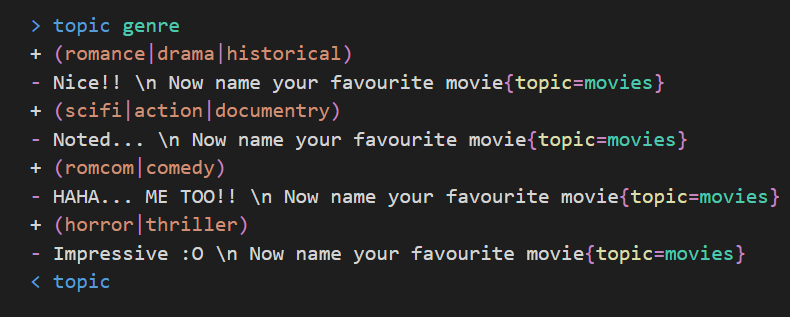 > topic genre
+ (romance|drama|historical)
- Nice!! \n Now name your favourite movie{topic=movies}
+ (scifi|action|documentry)
- Noted... \n Now name your favourite movie{topic=movies}
+ (romcom|comedy)
- HAHA... ME TOO!! \n Now name your favourite movie{topic=movies}
+ (horror|thriller)
- Impressive :O \n Now name your favourite movie{topic=movies}
< topic